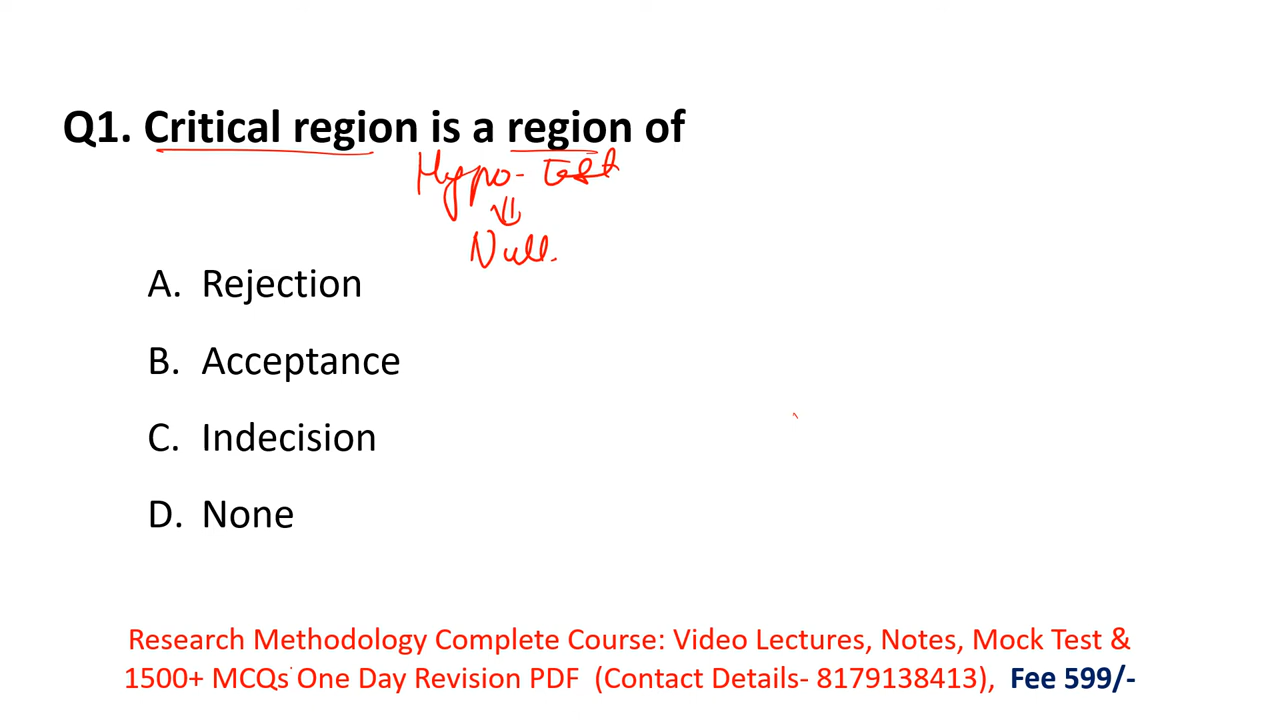 Q1. Critical region is a region of
Hypo- Test
Null.
A. Rejection
B. Acceptance
C. Indecision
D. None
Research Methodology Complete Course: Video Lectures, Notes, Mock Test &
1500+ MCQs One Day Revision PDF (Contact Details- 8179138413), Fee 599/-